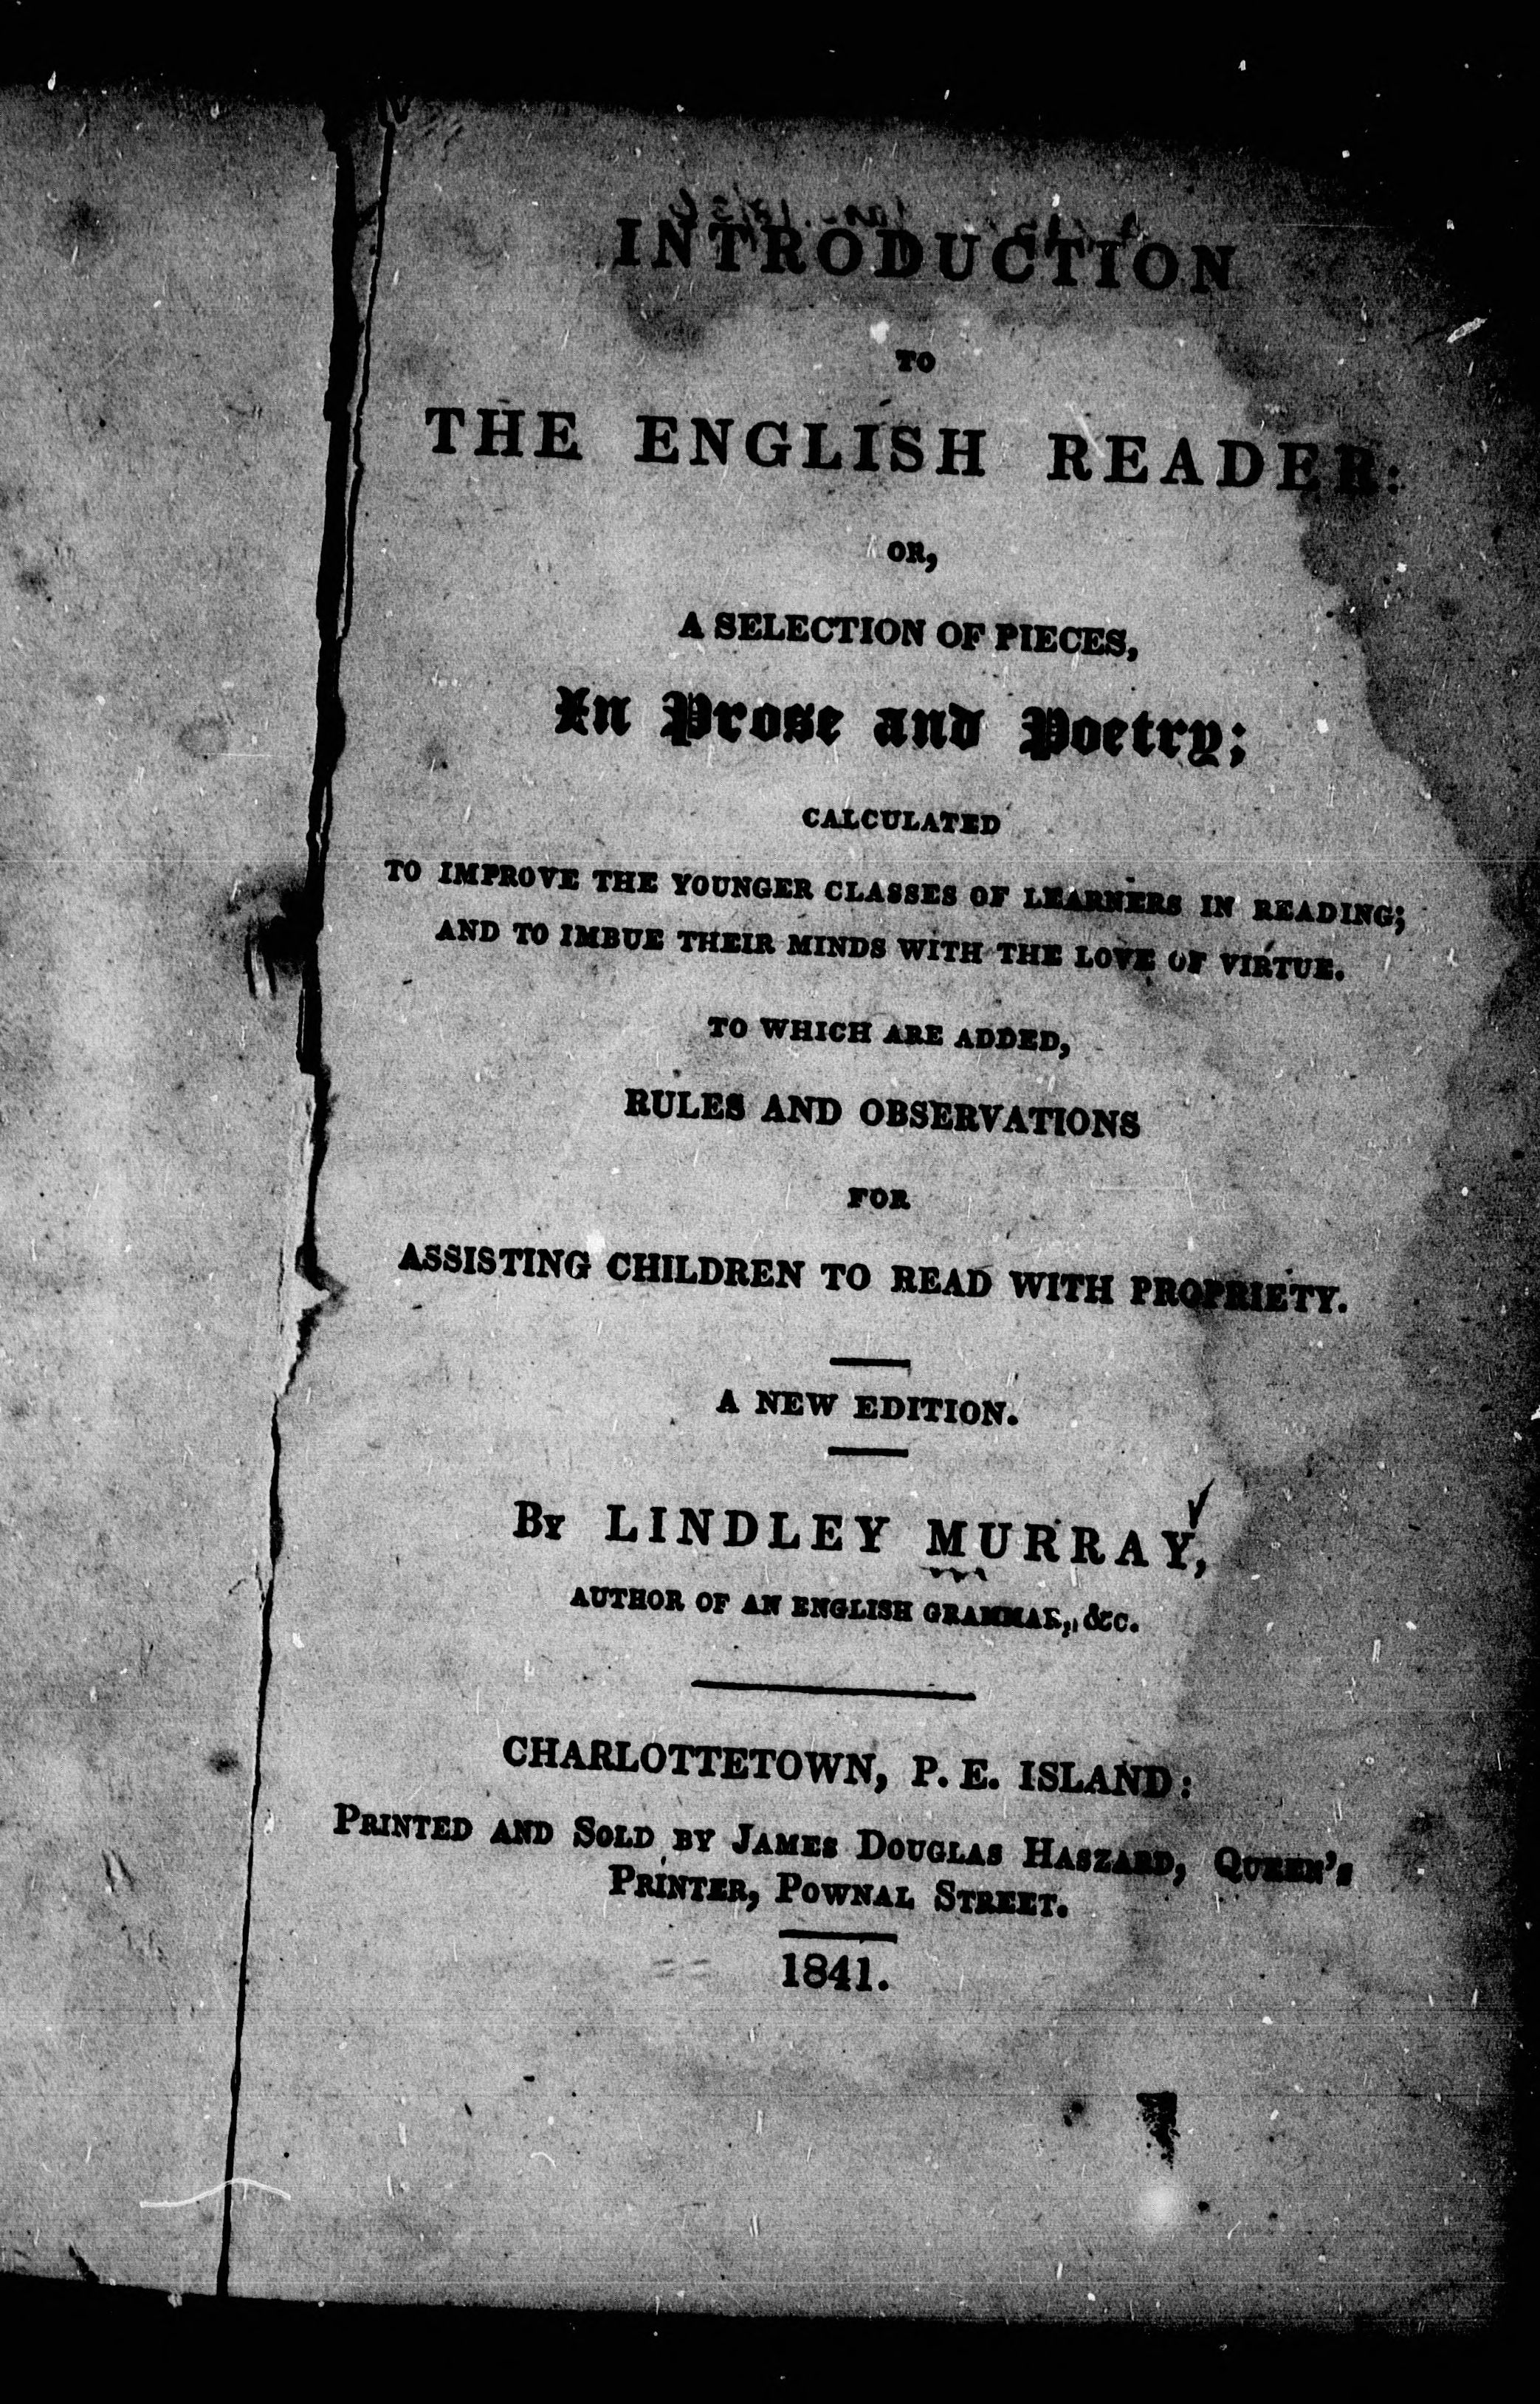 INTRODUCTION
TO
THE ENGLISH READER:
OR,
A SELECTION OF PIECES,
In Prose and Poetry;
CALCULATED
TO IMPROVE THE YOUNGER CLASSES OF LEARNERS IN READING;
AND TO IMBUE THEIR MINDS WITH THE LOVE OF VIRTUE.
TO WHICH ARE ADDED,
RULES AND OBSERVATIONS
FOR
ASSISTING CHILDREN TO READ WITH PROPRIETY.
A NEW EDITION.
BY LINDLEY MURRAY,
AUTHOR OF AN ENGLISH GRAMMAR, &C.
CHARLOTTETOWN, P. E. ISLAND:
PRINTED AND SOLD BY JAMES DOUGLAS HASZARD, QUEEN'S
PRINTER, POWNAL STREET.
1841.